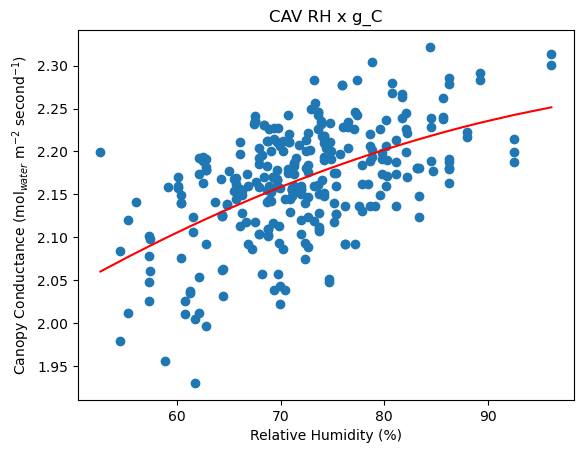 CAV RH x g_C
Canopy Conductance (mol_water m⁻² second⁻¹)
2.30
2.25
2.20
2.15
2.10
2.05
2.00
1.95
60 70 80 90
Relative Humidity (%)